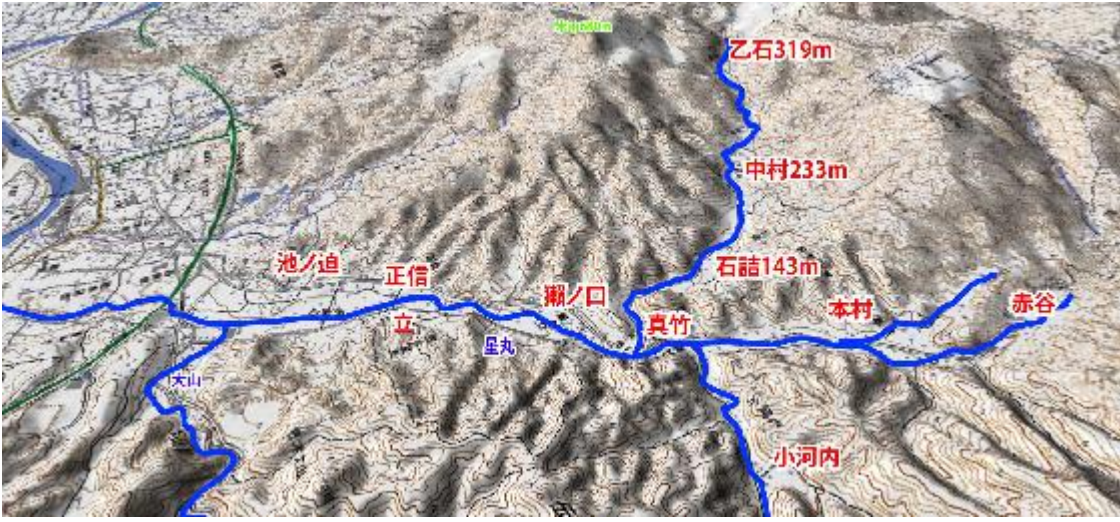 乙石319m
中村233m
石詰143m
池ノ迫
正信
獺ノ口
本村
赤谷
立
真竹
星丸
大山
小河内